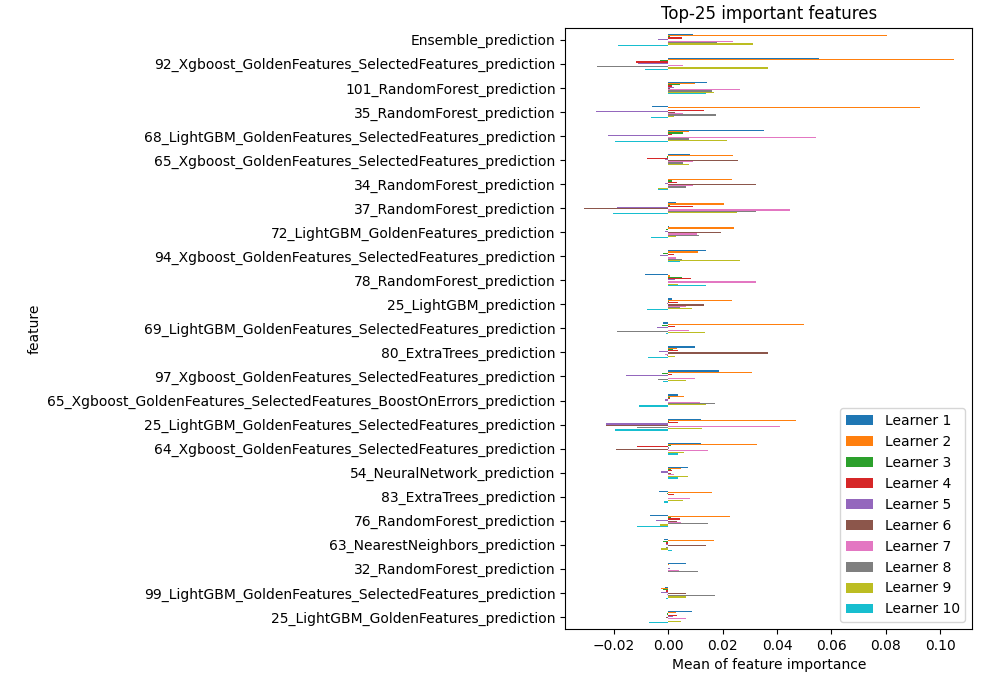 Top-25 important features
Ensemble_prediction
92_Xgboost_GoldenFeatures_SelectedFeatures_prediction
101_RandomForest_prediction
35_RandomForest_prediction
68_LightGBM_GoldenFeatures_SelectedFeatures_prediction
65_Xgboost_GoldenFeatures_SelectedFeatures_prediction
34_RandomForest_prediction
37_RandomForest_prediction
72_LightGBM_GoldenFeatures_prediction
94_Xgboost_GoldenFeatures_SelectedFeatures_prediction
78_RandomForest_prediction
25_LightGBM_prediction
69_LightGBM_GoldenFeatures_SelectedFeatures_prediction
80_ExtraTrees_prediction
97_Xgboost_GoldenFeatures_SelectedFeatures_prediction
65_Xgboost_GoldenFeatures_SelectedFeatures_BoostOnErrors_prediction
25_LightGBM_GoldenFeatures_SelectedFeatures_prediction
64_Xgboost_GoldenFeatures_SelectedFeatures_prediction
54_NeuralNetwork_prediction
83_ExtraTrees_prediction
76_RandomForest_prediction
63_NearestNeighbors_prediction
32_RandomForest_prediction
99_LightGBM_GoldenFeatures_SelectedFeatures_prediction
25_LightGBM_GoldenFeatures_prediction
feature
Learner 1
Learner 2
Learner 3
Learner 4
Learner 5
Learner 6
Learner 7
Learner 8
Learner 9
Learner 10
−0.02 0.00 0.02 0.04 0.06 0.08 0.10
Mean of feature importance